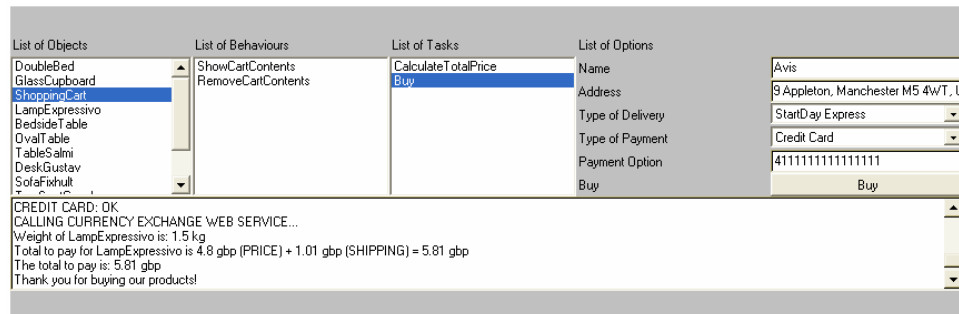 List of Objects
List of Behaviours
List of Tasks
List of Options
DoubleBed
GlassCupboard
ShoppingCart
LampExpressivo
BedsideTable
OvalTable
TableSalmi
DeskGustav
SofaFixhult
ShowCartContents
RemoveCartContents
CalculateTotalPrice
Buy
Name Avis
Address 9 Appleton, Manchester M5 4WT,
Type of Delivery StartDay Express
Type of Payment Credit Card
Payment Option 4111111111111111
Buy Buy
CREDIT CARD: OK
CALLING CURRENCY EXCHANGE WEB SERVICE...
Weight of LampExpressivo is: 1.5 kg
Total to pay for LampExpressivo is 4.8 gbp (PRICE) + 1.01 gbp (SHIPPING) = 5.81 gbp
The total to pay is: 5.81 gbp
Thank you for buying our products!